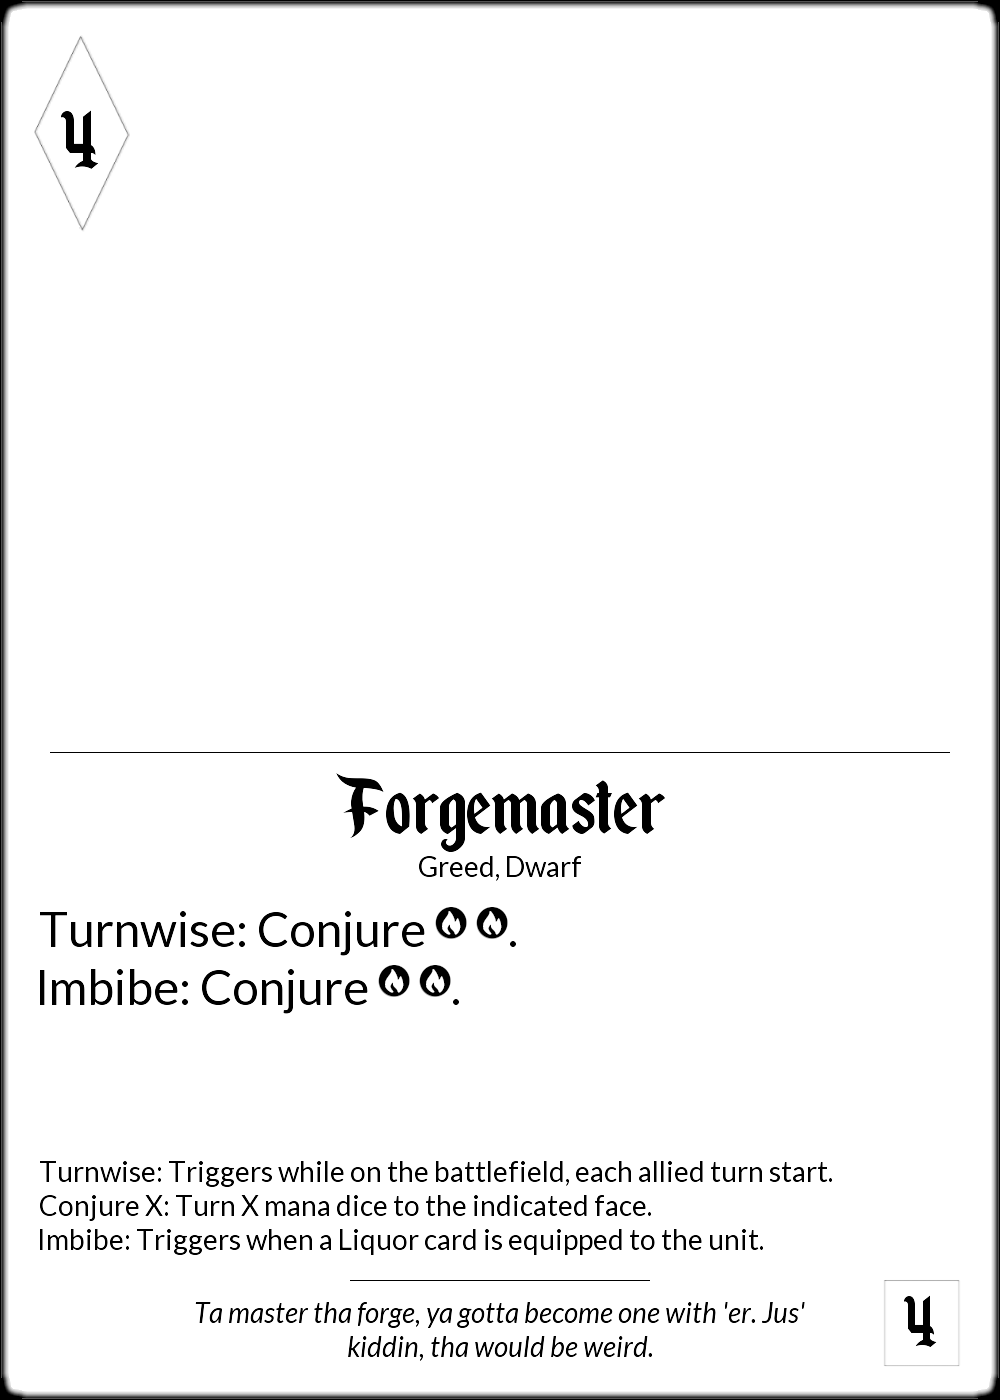 4
Forgemaster
Greed, Dwarf
Turnwise: Conjure 🔥 🔥.
Imbibe: Conjure 🔥 🔥.
Turnwise: Triggers while on the battlefield, each allied turn start.
Conjure X: Turn X mana dice to the indicated face.
Imbibe: Triggers when a Liquor card is equipped to the unit.
Ta master tha forge, ya gotta become one with 'er. Jus'
kiddin, tha would be weird.
4